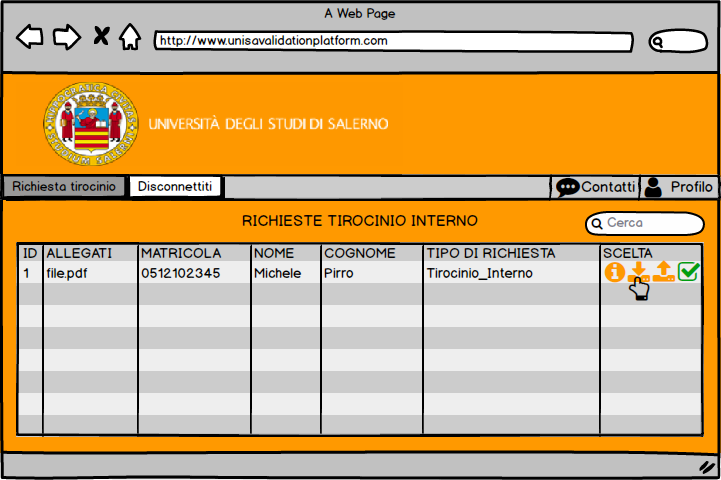 A Web Page
http://www.unisavalidationplatform.com
UNIVERSITÀ DEGLI STUDI DI SALERNO
Richiesta tirocinio Disconnettiti Contatti Profilo
RICHIESTE TIROCINIO INTERNO Cerca
ID ALLEGATI MATRICOLA NOME COGNOME TIPO DI RICHIESTA SCELTA
1 file.pdf 0512102345 Michele Pirro Tirocinio_Interno